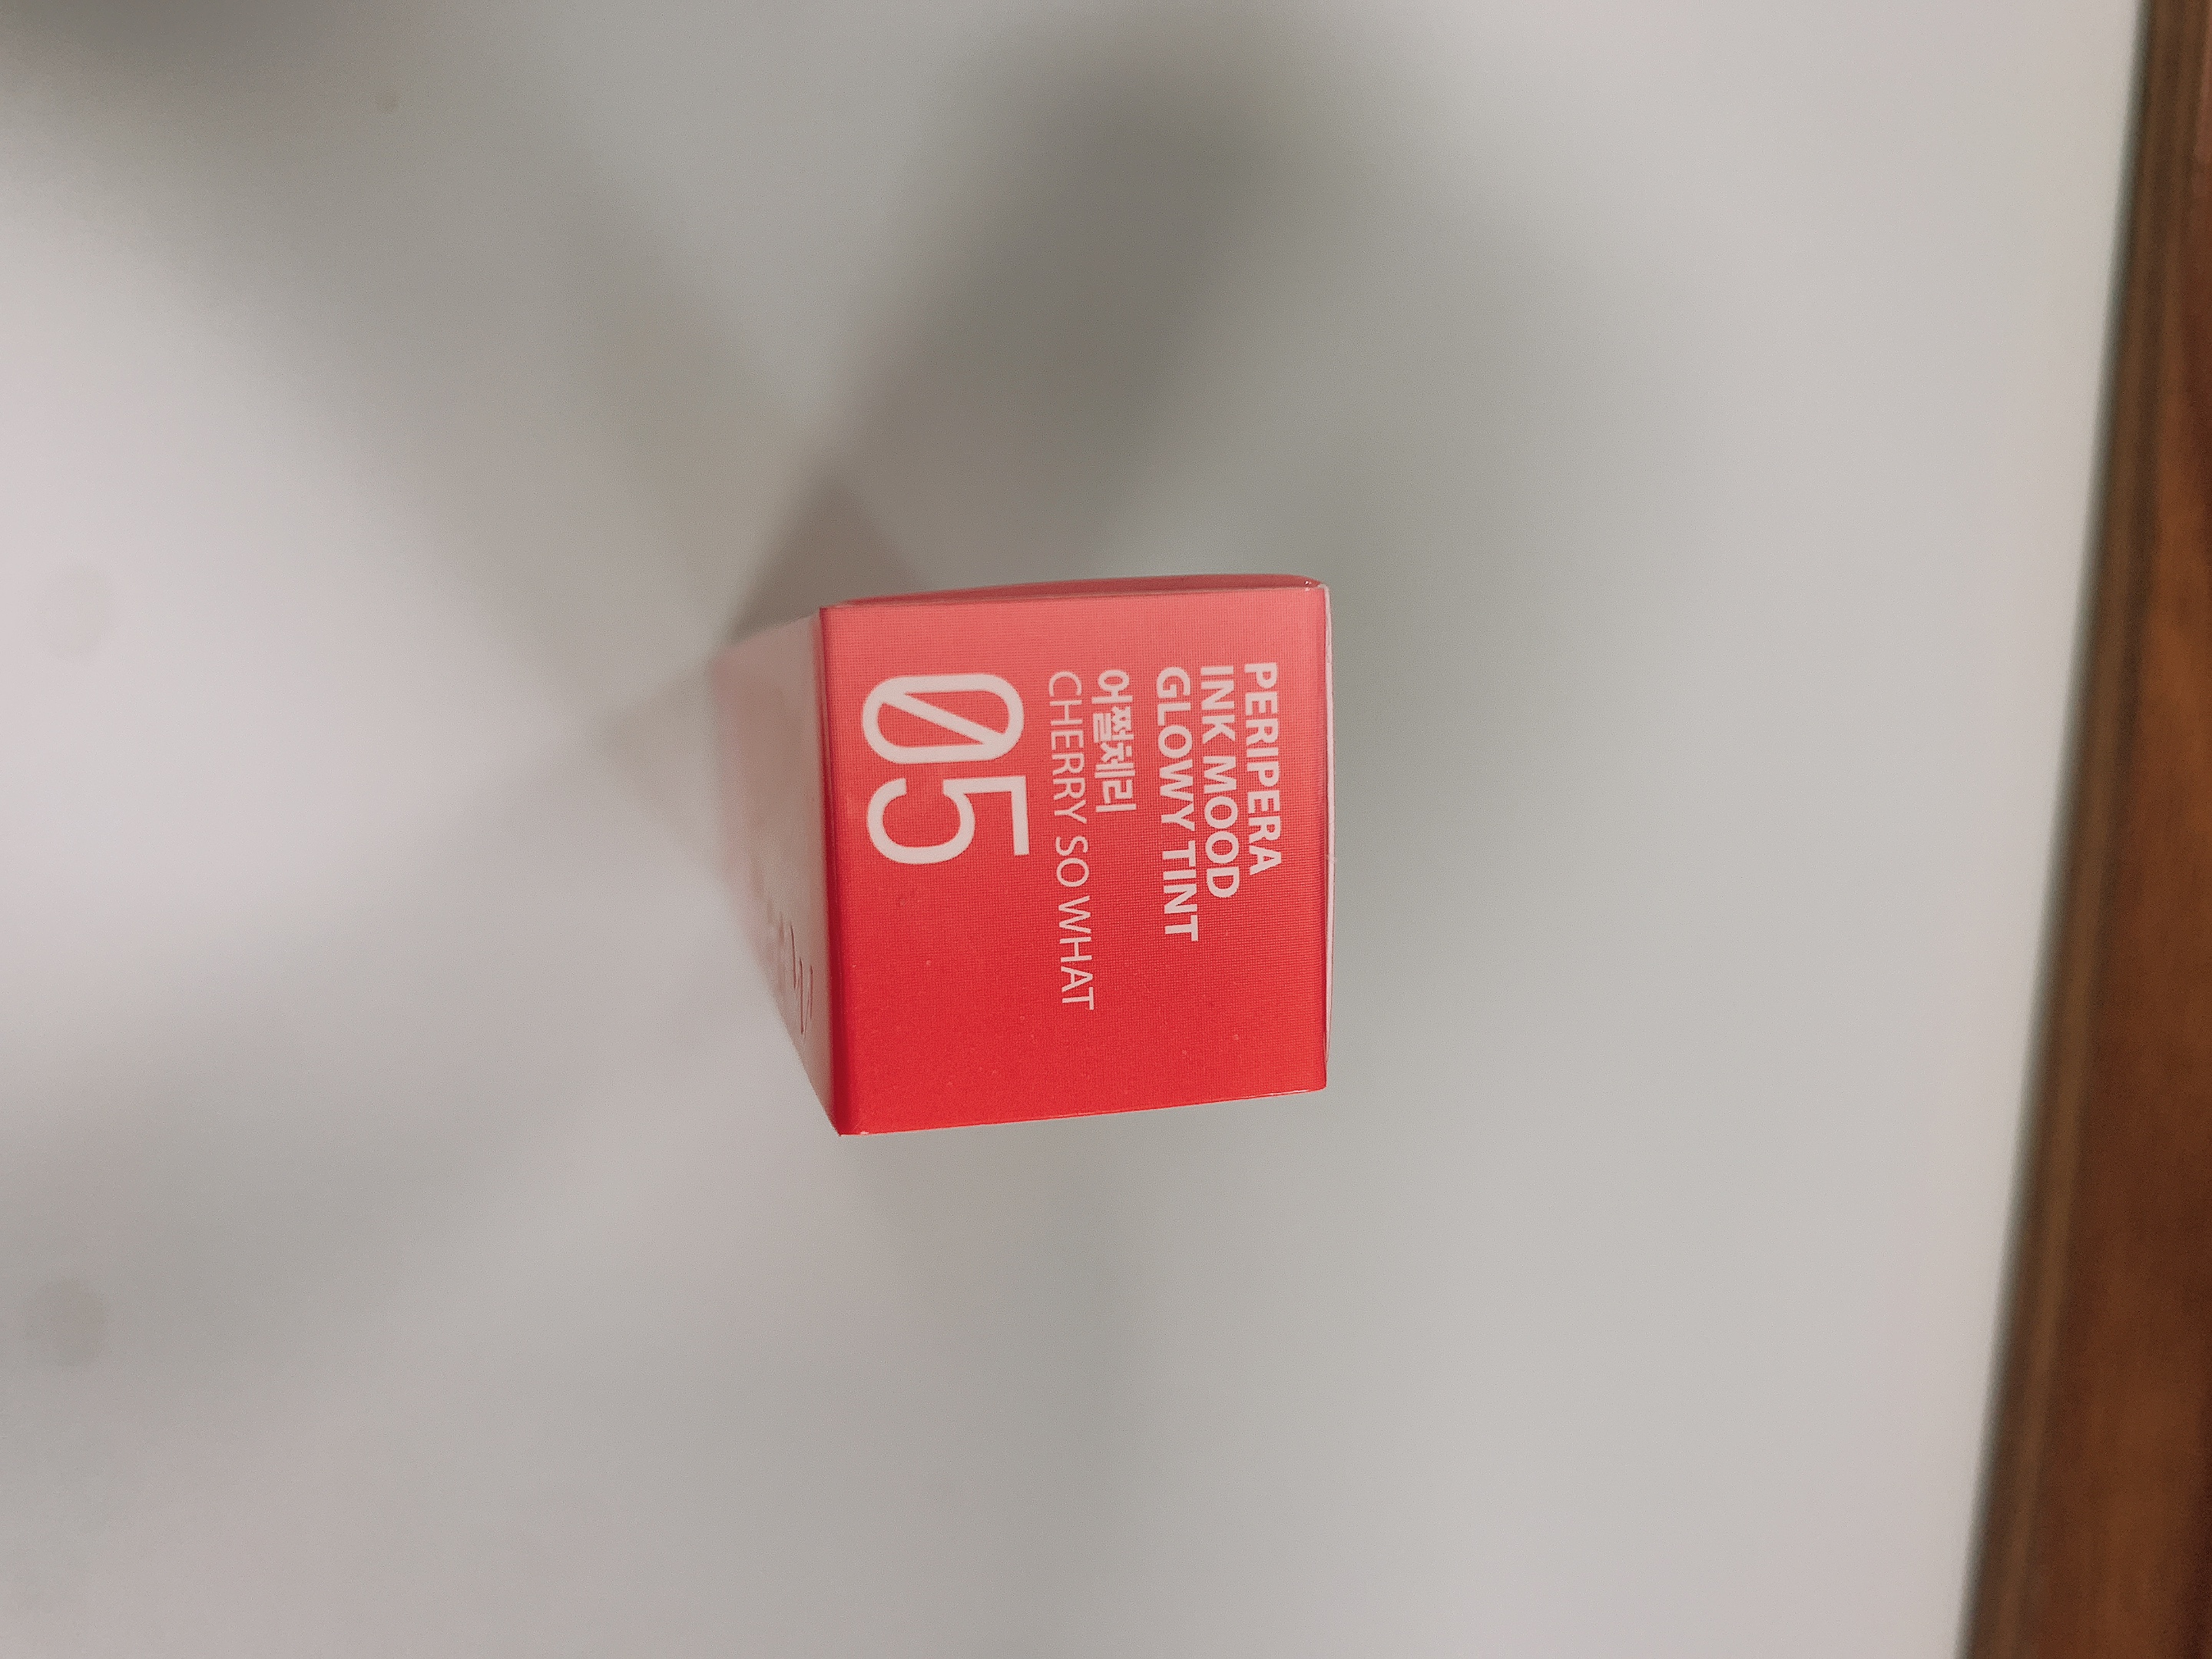 PERIPERA
INK MOOD
GLOWY TINT
어쩔체리
CHERRY SO WHAT
05